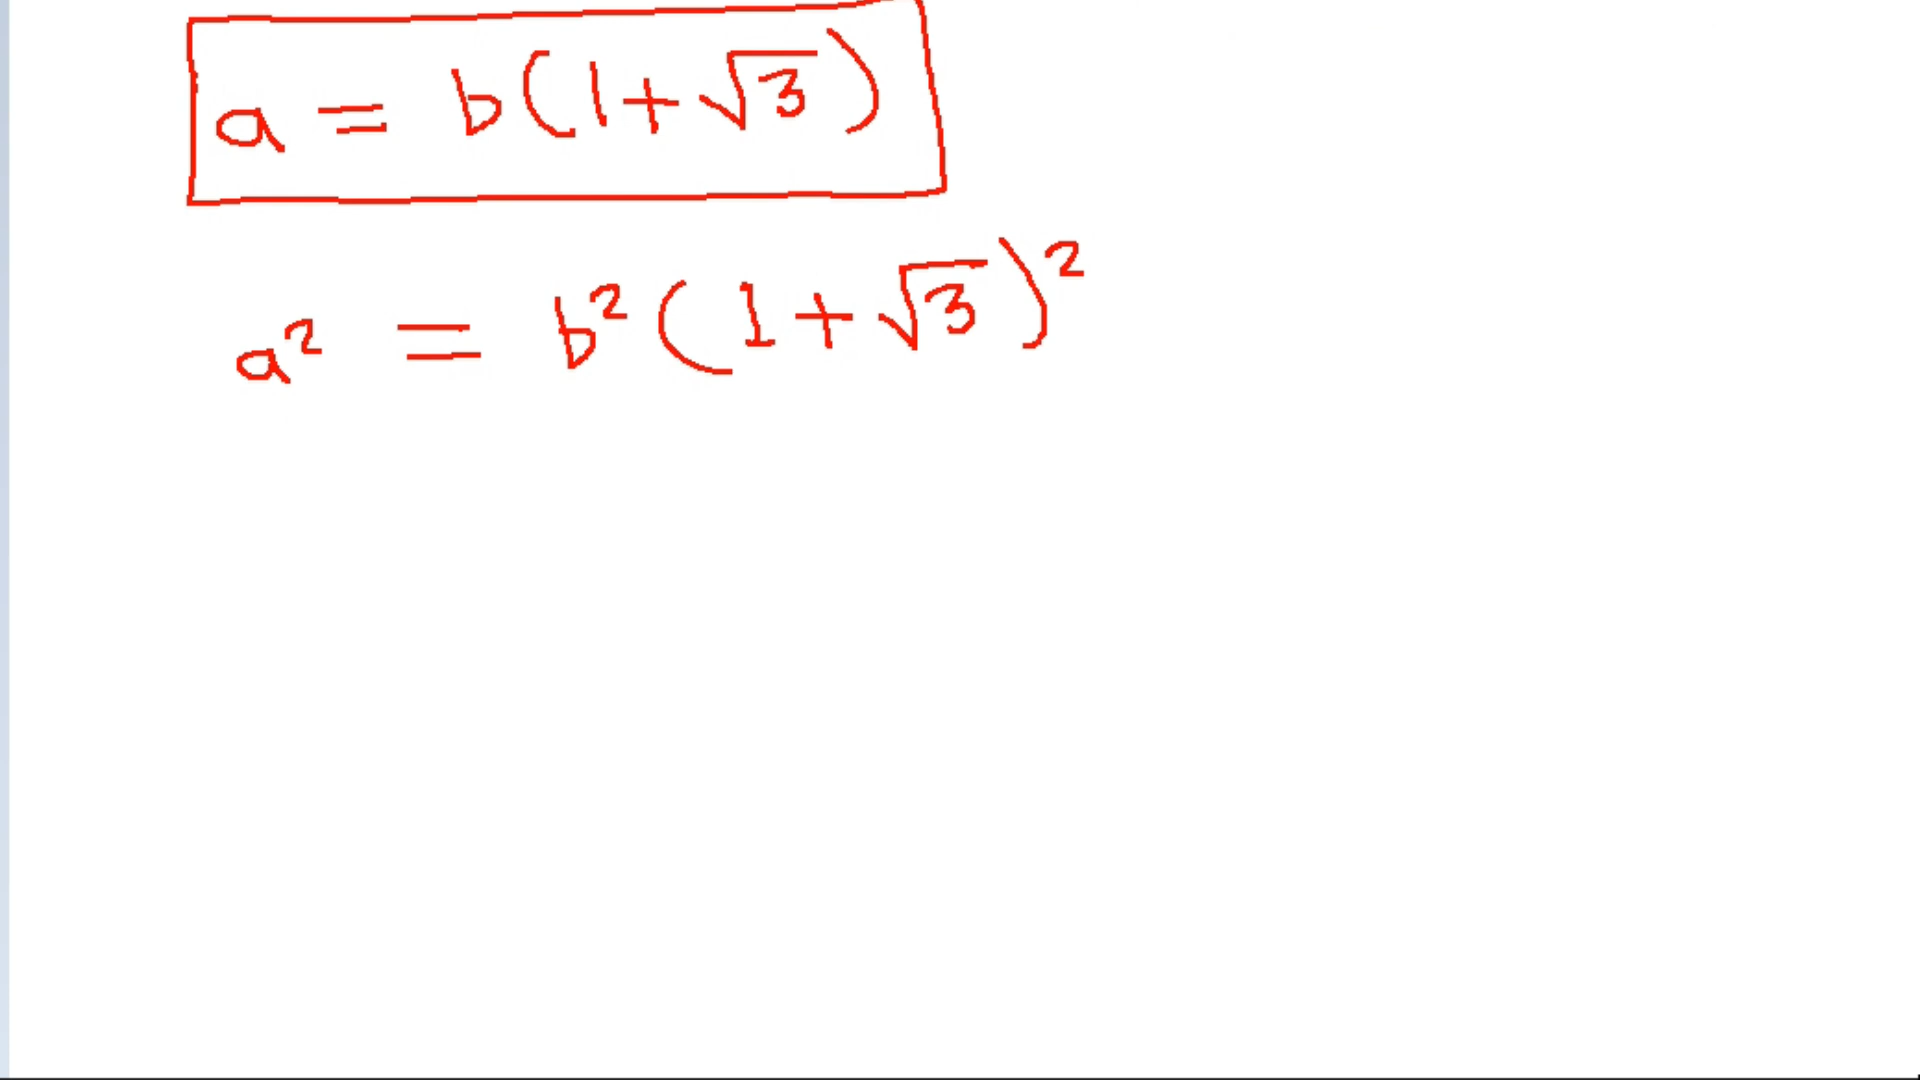 a = b(1+√3)
a² = b²(1+√3)²